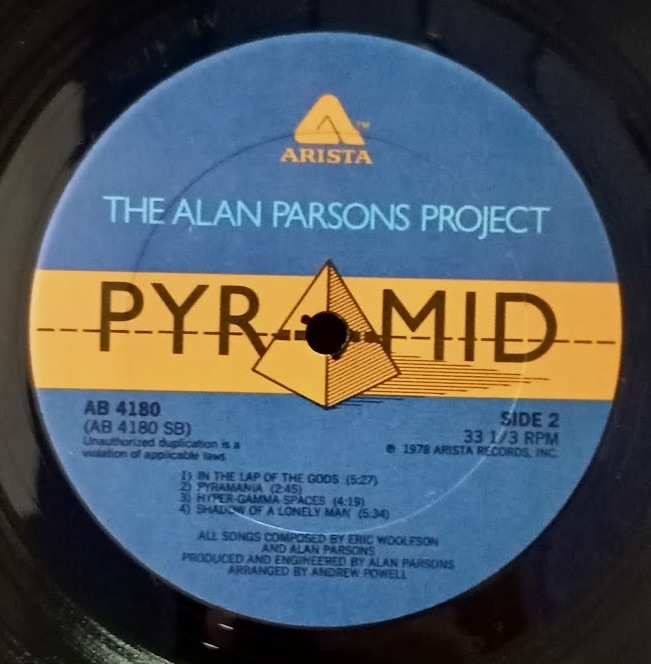 TM
ARISTA
THE ALAN PARSONS PROJECT
PYRAMID
AB 4180
(AB 4180 SB)
Unauthorized duplication is a
violation of applicable laws
SIDE 2
33 1/3 RPM
℗ 1978 ARISTA RECORDS, INC.
1) IN THE LAP OF THE GODS (5:27)
2) PYRAMANIA (2:45)
3) HYPER-GAMMA SPACES (4:19)
4) SHADOW OF A LONELY MAN (5:34)
ALL SONGS COMPOSED BY ERIC WOOLFSON
AND ALAN PARSONS
PRODUCED AND ENGINEERED BY ALAN PARSONS
ARRANGED BY ANDREW POWELL